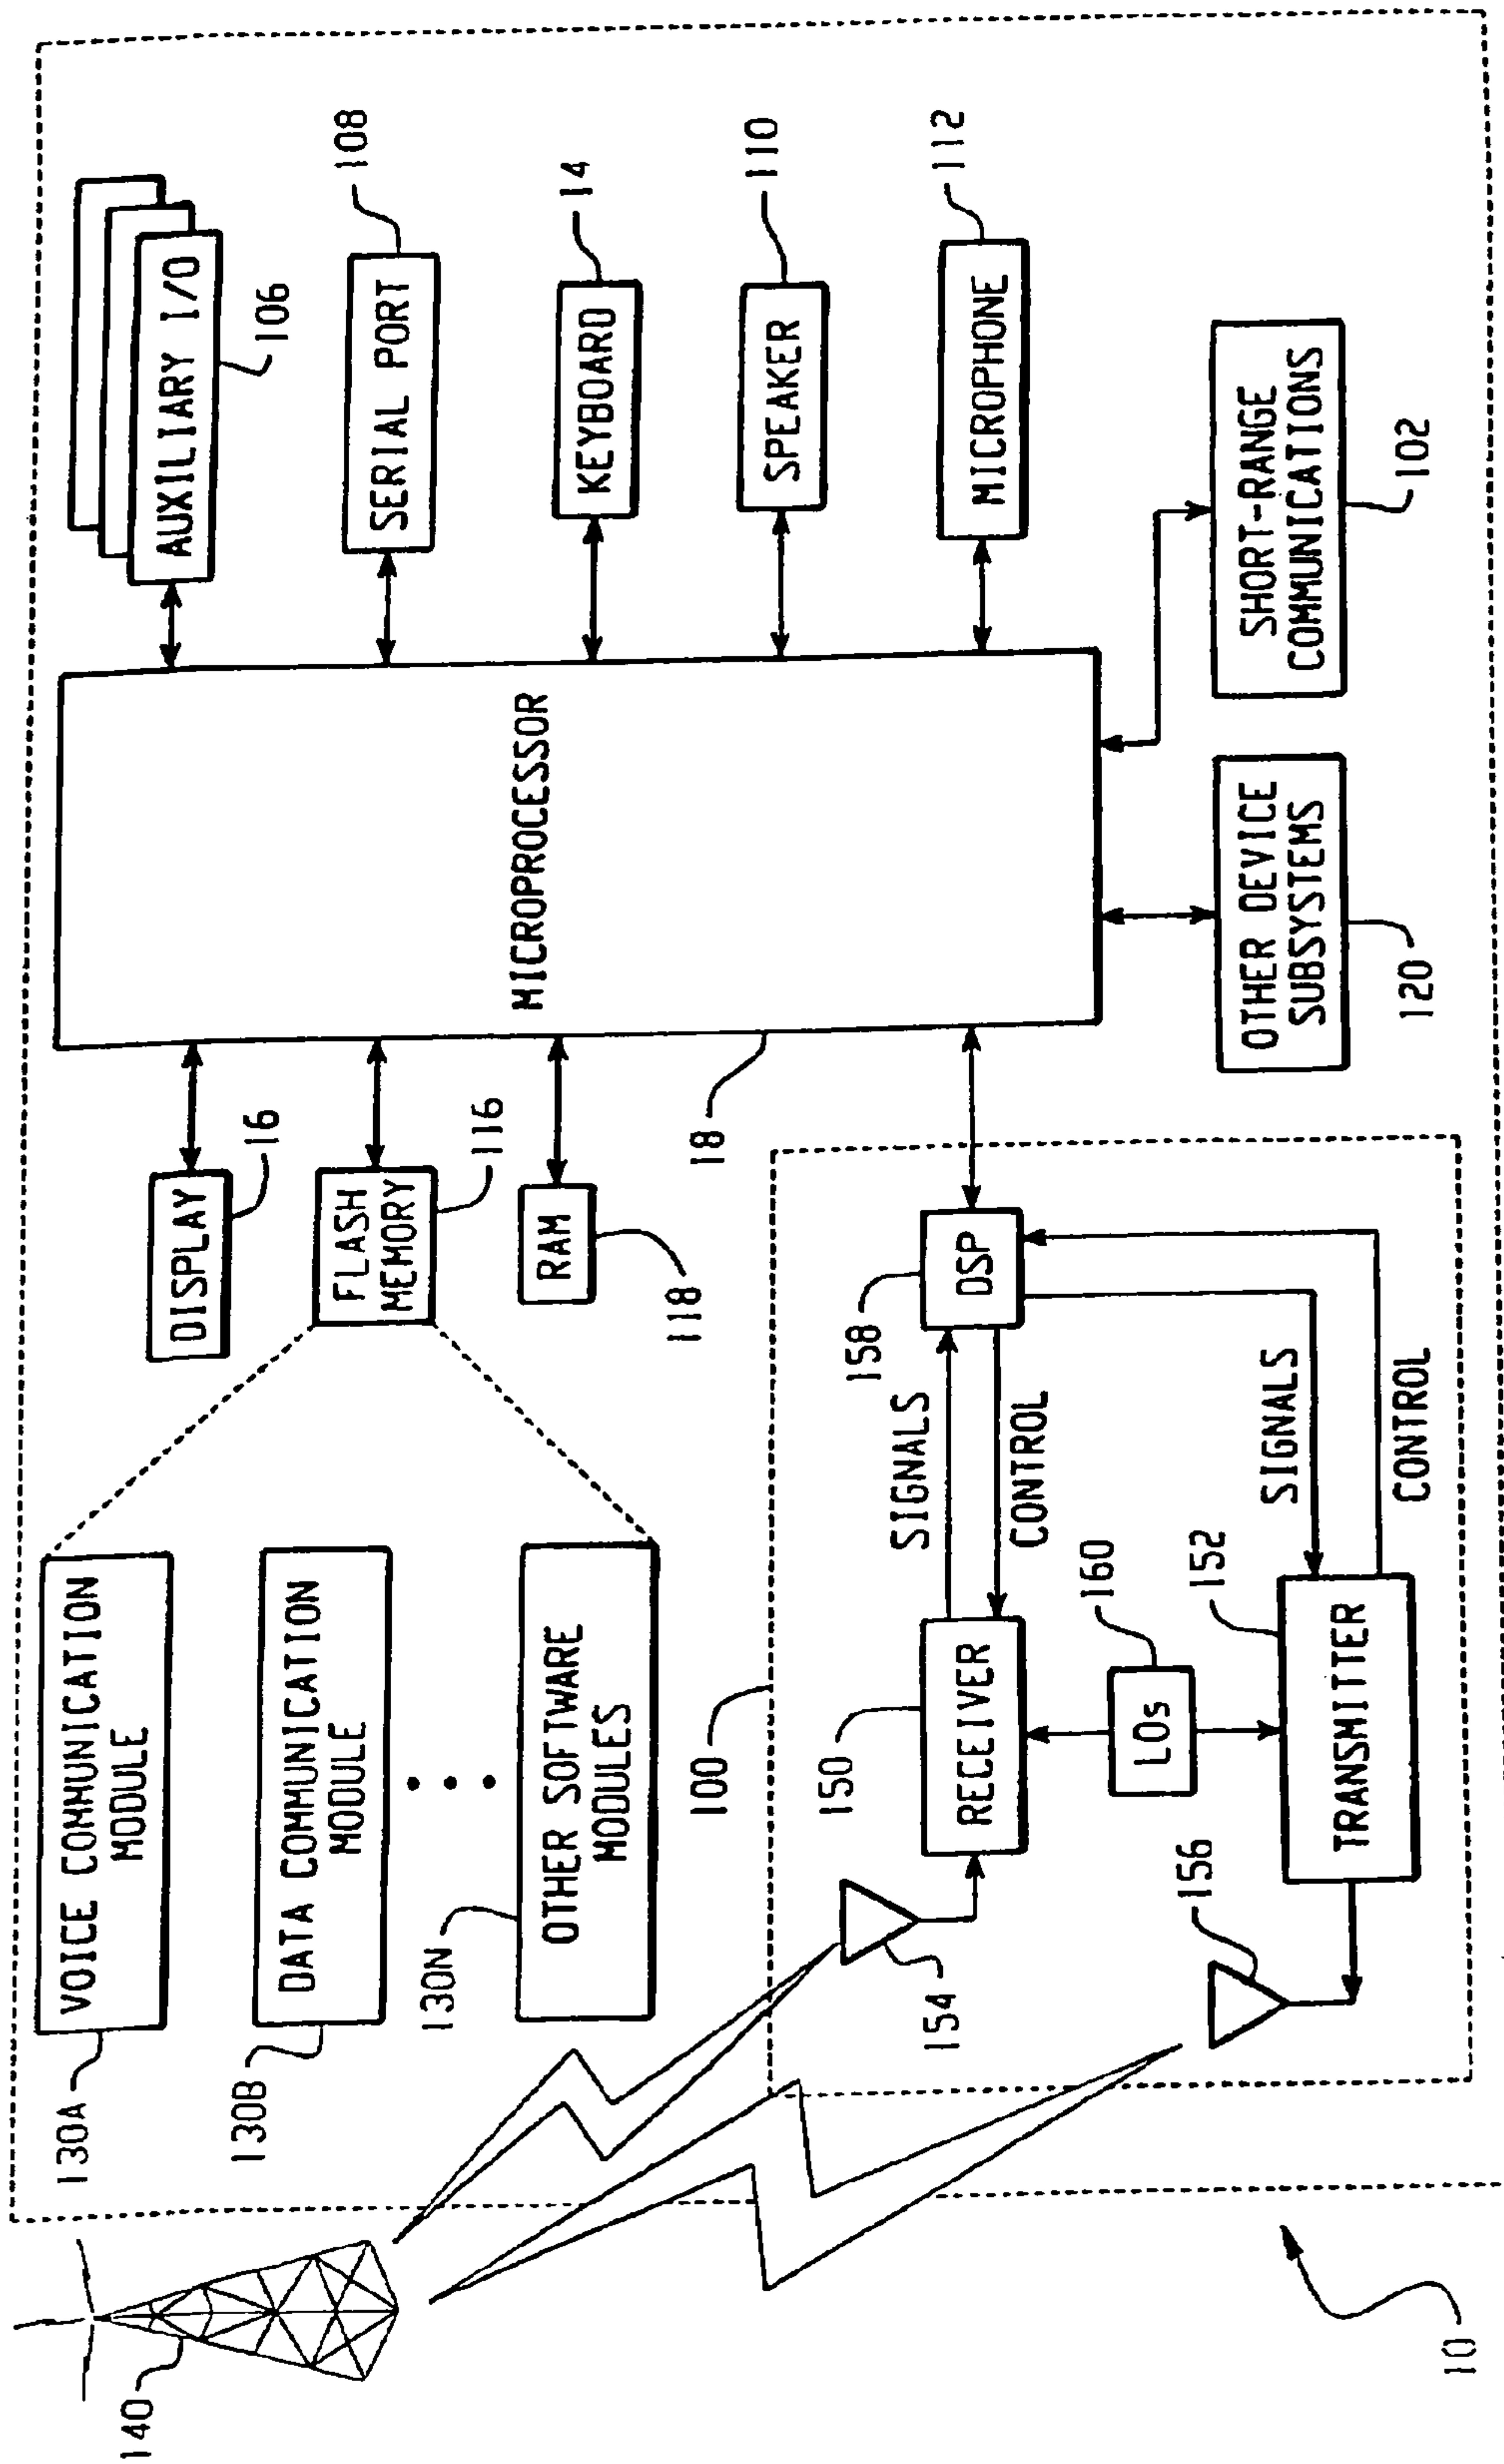 140
130A
VOICE COMMUNICATION
MODULE
130B
DATA COMMUNICATION
MODULE
130N
OTHER SOFTWARE
MODULES
DISPLAY
16
FLASH
MEMORY
116
RAM
118
MICROPROCESSOR
18
AUXILIARY I/O
106
SERIAL PORT
108
KEYBOARD
14
SPEAKER
110
MICROPHONE
112
100
150
RECEIVER
154
SIGNALS
CONTROL
158
DSP
160
LOs
152
TRANSMITTER
156
SIGNALS
CONTROL
OTHER DEVICE
SUBSYSTEMS
120
SHORT-RANGE
COMMUNICATIONS
102
10